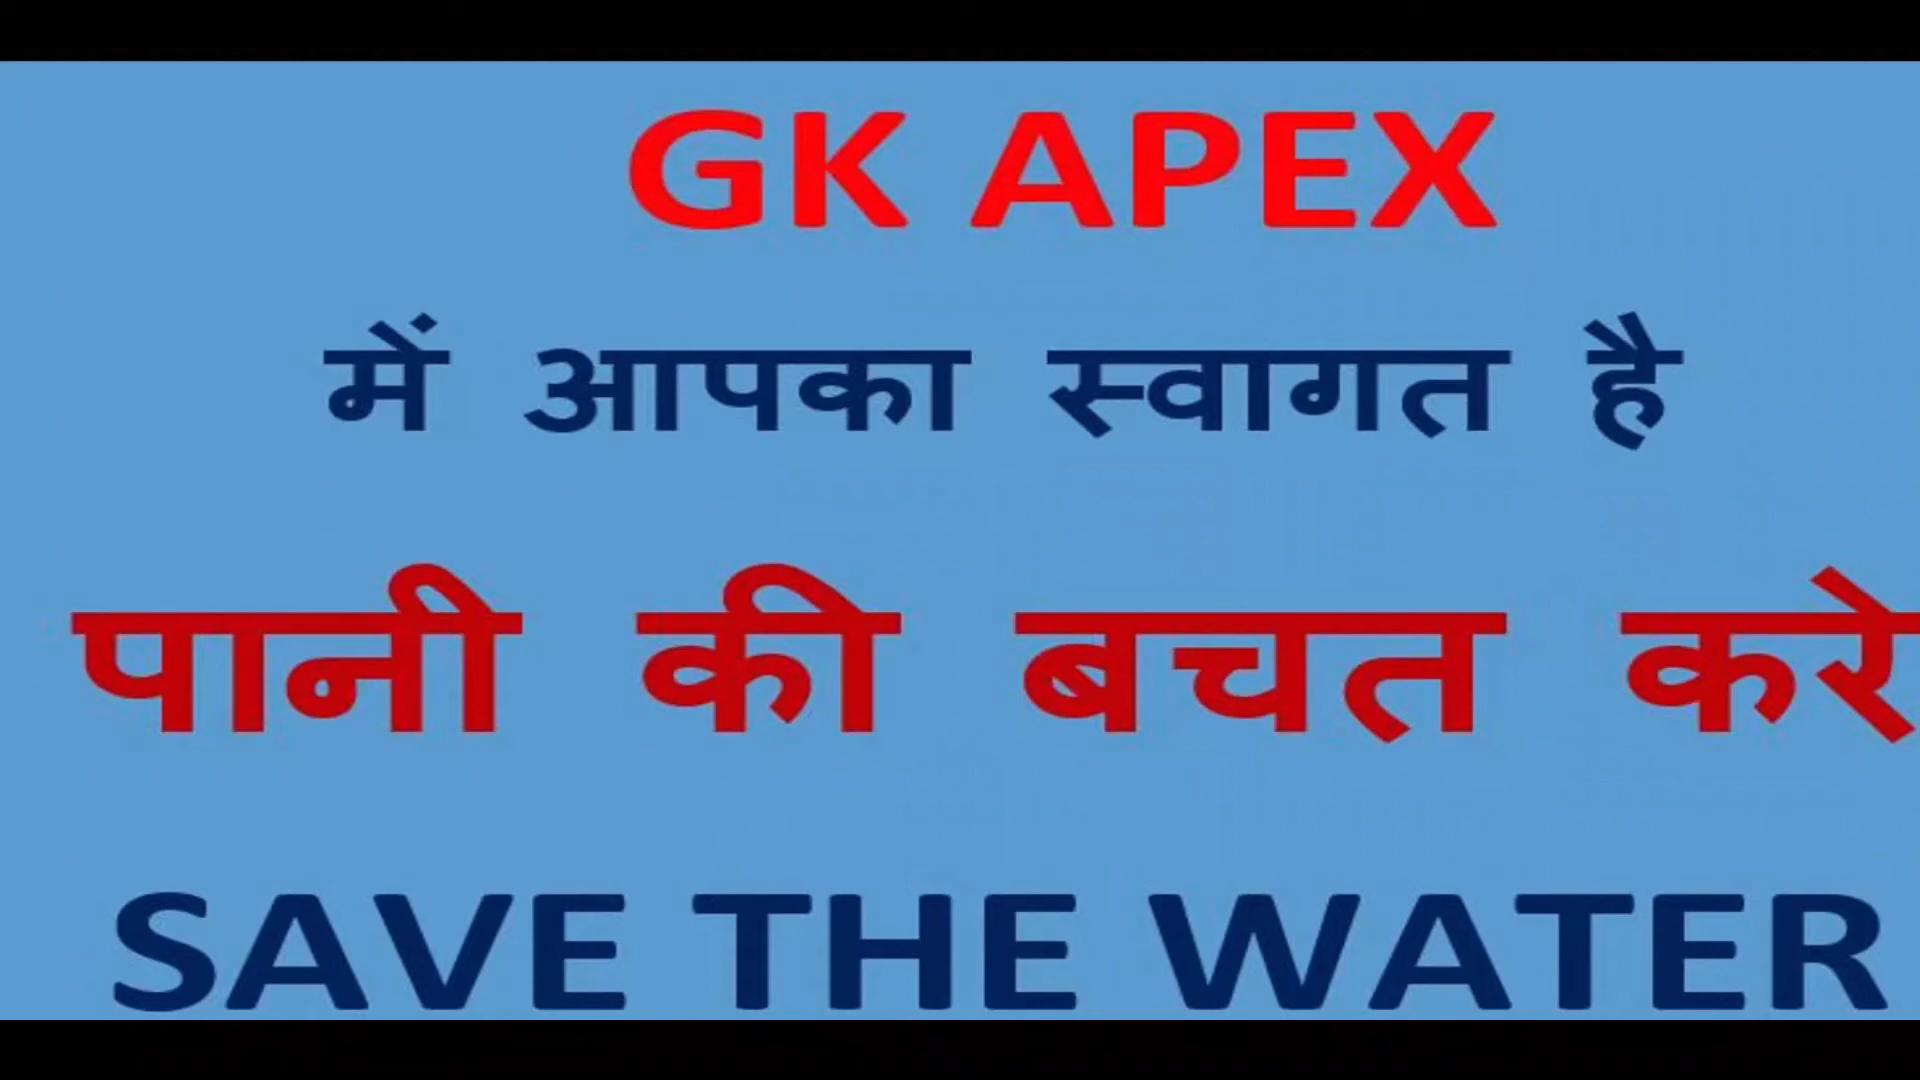 GK APEX
में आपका स्वागत है
पानी की बचत करे
SAVE THE WATER